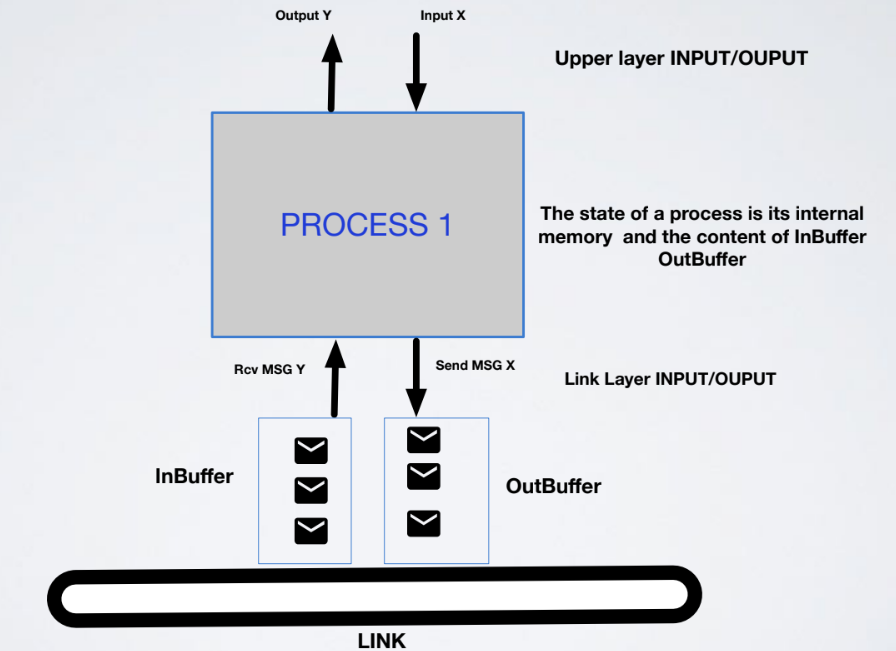 Output Y
Input X
Upper layer INPUT/OUPUT
PROCESS 1
The state of a process is its internal
memory and the content of InBuffer
OutBuffer
Rcv MSG Y
Send MSG X
Link Layer INPUT/OUPUT
InBuffer
OutBuffer
LINK